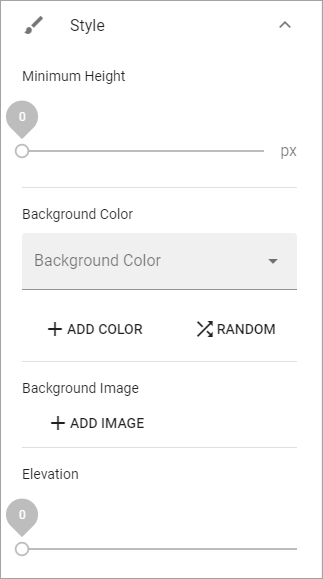 Style
Minimum Height
0
px
Background Color
Background Color
ADD COLOR
RANDOM
Background Image
ADD IMAGE
Elevation
0